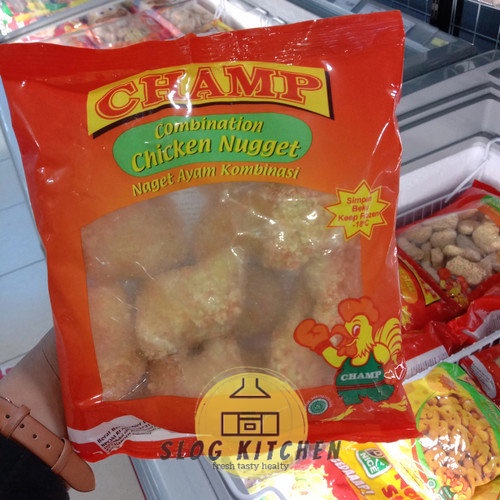 CHAMP
Combination
Chicken Nugget
Naget Ayam Kombinasi
Simpan
Beku
Keep Frozen
-18°C
CHAMP
SLOG KITCHEN
fresh tasty healty